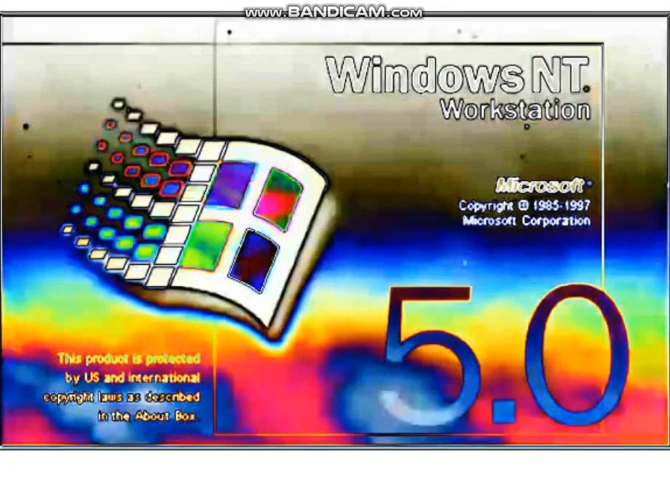 www.BANDICAM.com
Windows NT
Workstation
Microsoft
Copyright © 1985-1997
Microsoft Corporation
5.0
This product is protected
by US and international
copyright laws as described
in the About Box.